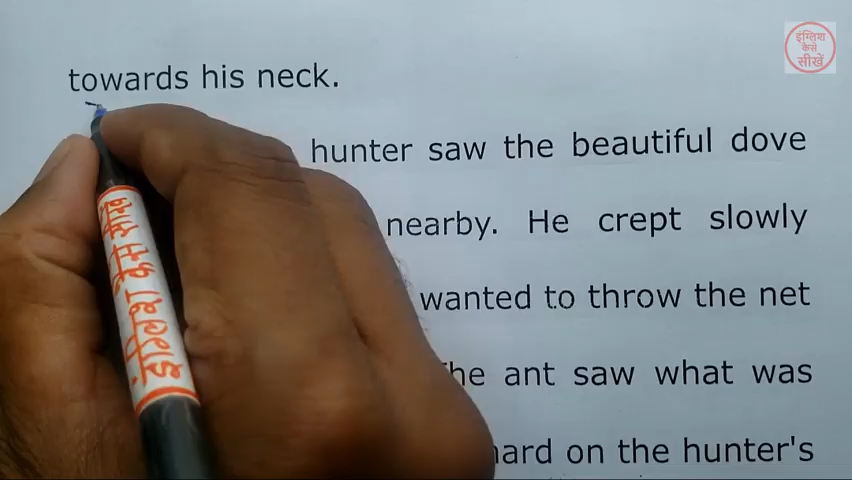 इंग्लिश
कैसे
सीखें
towards his neck.
hunter saw the beautiful dove
nearby. He crept slowly
wanted to throw the net
the ant saw what was
hard on the hunter's
इंग्लिश कैसे सीखें